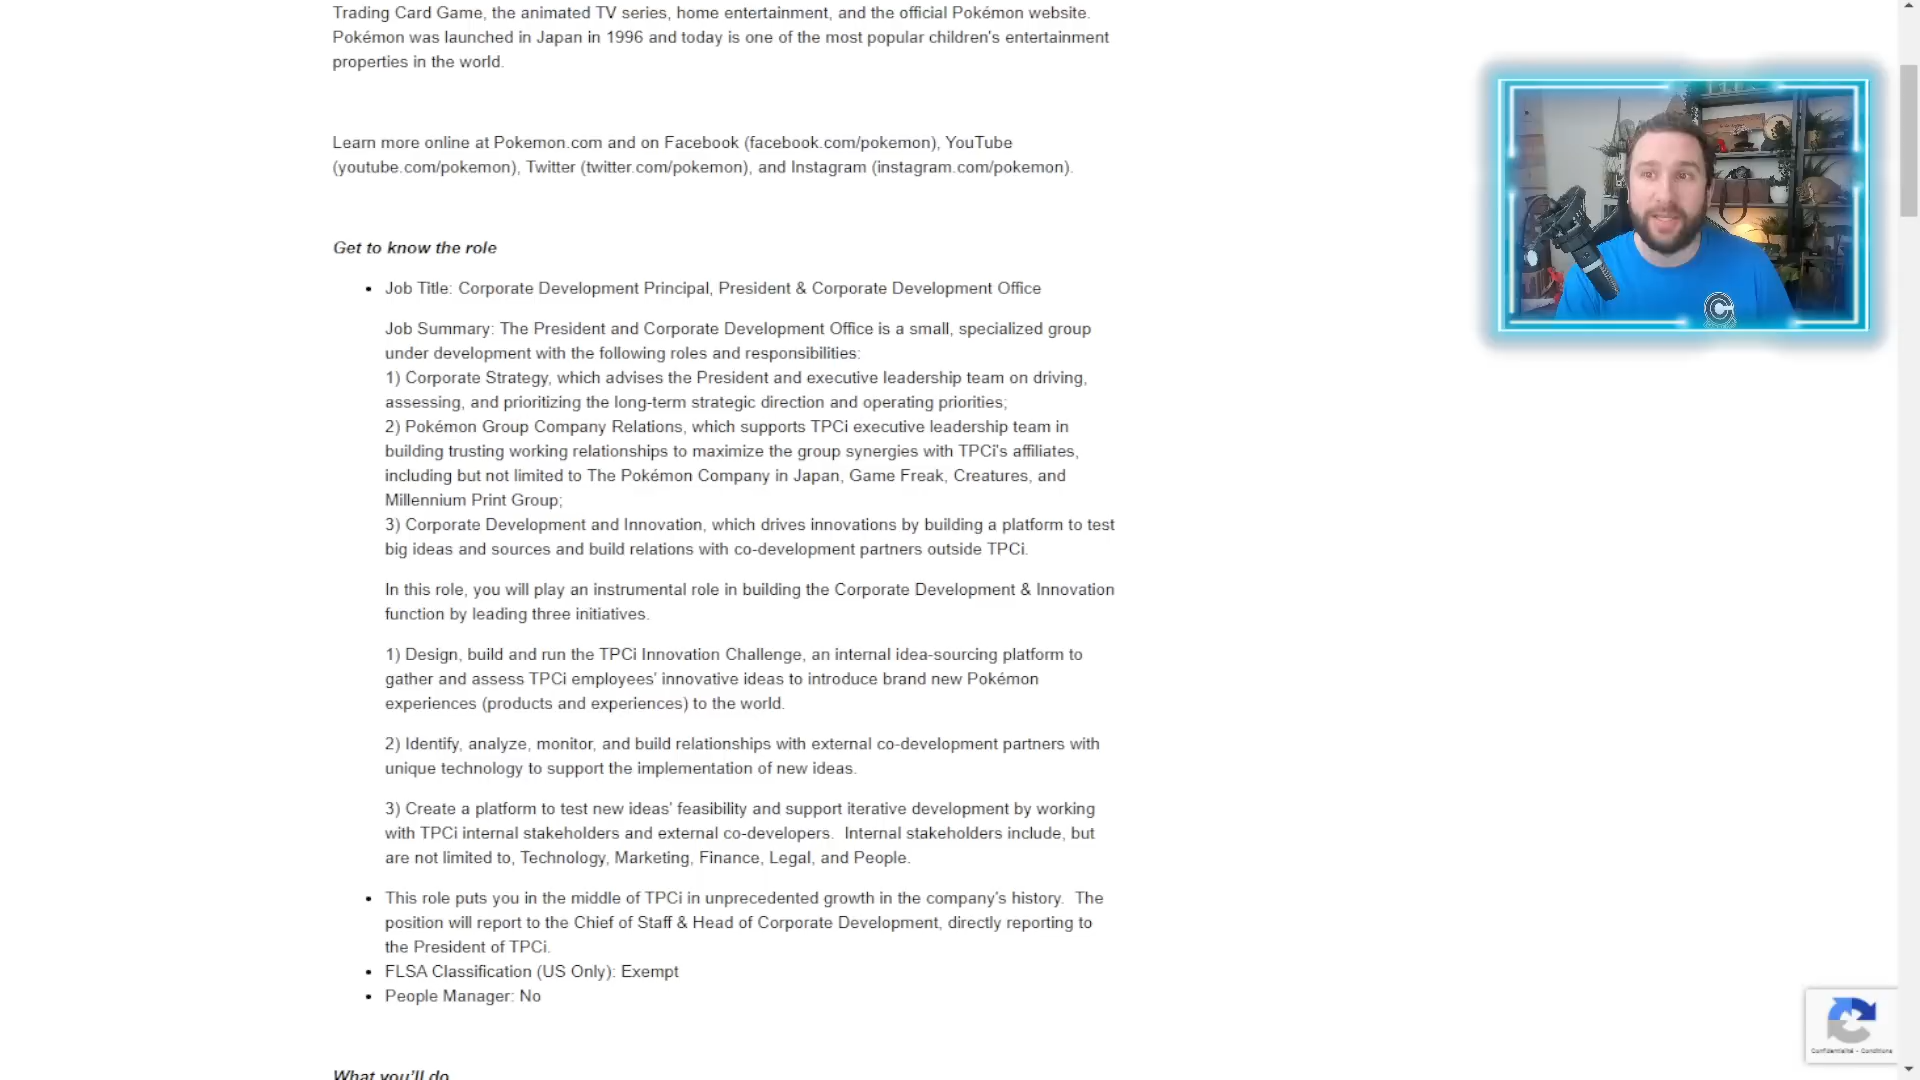 Trading Card Game, the animated TV series, home entertainment, and the official Pokémon website.
Pokémon was launched in Japan in 1996 and today is one of the most popular children's entertainment
properties in the world.
Learn more online at Pokemon.com and on Facebook (facebook.com/pokemon), YouTube
(youtube.com/pokemon), Twitter (twitter.com/pokemon), and Instagram (instagram.com/pokemon).
Get to know the role
• Job Title: Corporate Development Principal, President & Corporate Development Office
Job Summary: The President and Corporate Development Office is a small, specialized group
under development with the following roles and responsibilities:
1) Corporate Strategy, which advises the President and executive leadership team on driving,
assessing, and prioritizing the long-term strategic direction and operating priorities;
2) Pokémon Group Company Relations, which supports TPCi executive leadership team in
building trusting working relationships to maximize the group synergies with TPCi's affiliates,
including but not limited to The Pokémon Company in Japan, Game Freak, Creatures, and
Millennium Print Group;
3) Corporate Development and Innovation, which drives innovations by building a platform to test
big ideas and sources and build relations with co-development partners outside TPCi.
In this role, you will play an instrumental role in building the Corporate Development & Innovation
function by leading three initiatives.
1) Design, build and run the TPCi Innovation Challenge, an internal idea-sourcing platform to
gather and assess TPCi employees' innovative ideas to introduce brand new Pokémon
experiences (products and experiences) to the world.
2) Identify, analyze, monitor, and build relationships with external co-development partners with
unique technology to support the implementation of new ideas.
3) Create a platform to test new ideas' feasibility and support iterative development by working
with TPCi internal stakeholders and external co-developers.  Internal stakeholders include, but
are not limited to, Technology, Marketing, Finance, Legal, and People.
• This role puts you in the middle of TPCi in unprecedented growth in the company's history.  The
position will report to the Chief of Staff & Head of Corporate Development, directly reporting to
the President of TPCi.
• FLSA Classification (US Only): Exempt
• People Manager: No
What you'll do
Confidentialité - Conditions